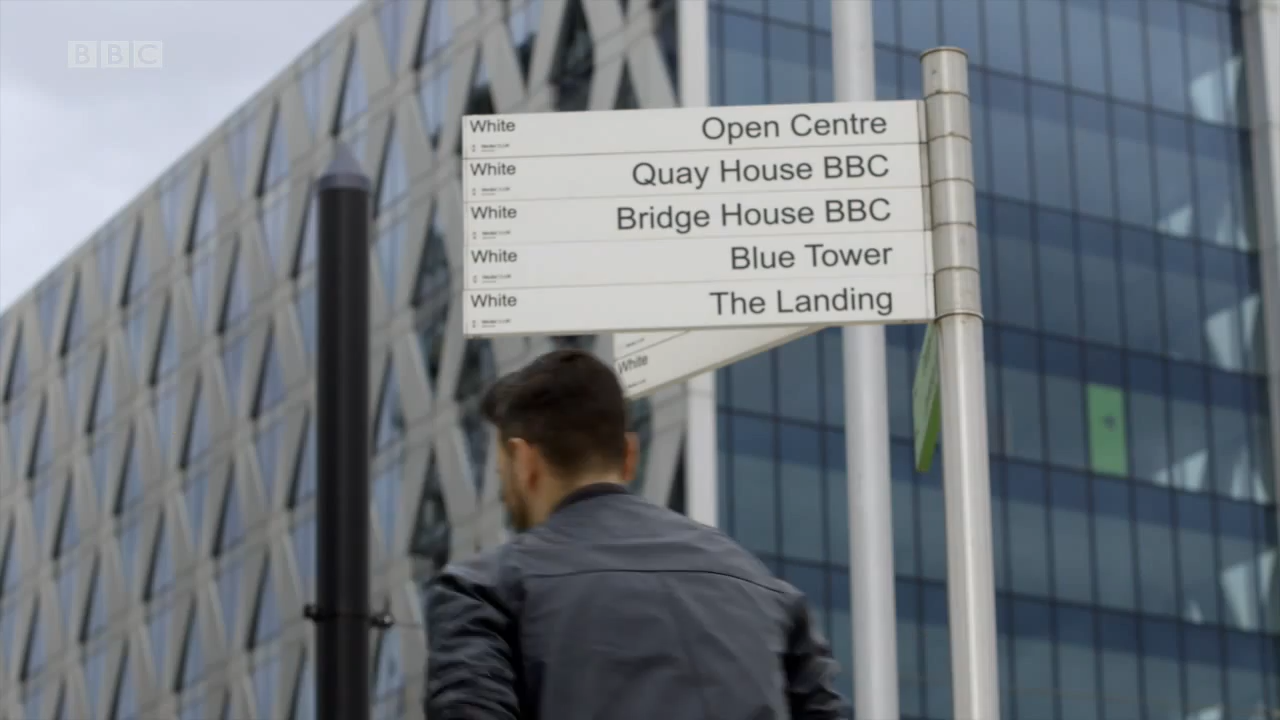 BBC
White Open Centre
White Quay House BBC
White Bridge House BBC
White Blue Tower
White The Landing
White